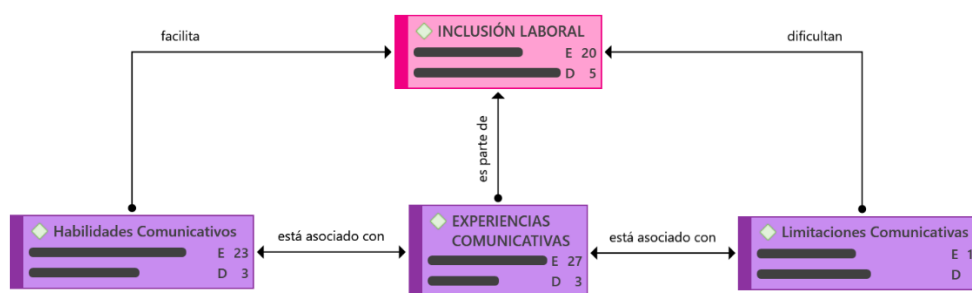 facilita
INCLUSIÓN LABORAL
E 20
D 5
dificultan
es parte de
Habilidades Comunicativos
E 23
D 3
está asociado con
EXPERIENCIAS
COMUNICATIVAS
E 27
D 3
está asociado con
Limitaciones Comunicativas
E 1
D